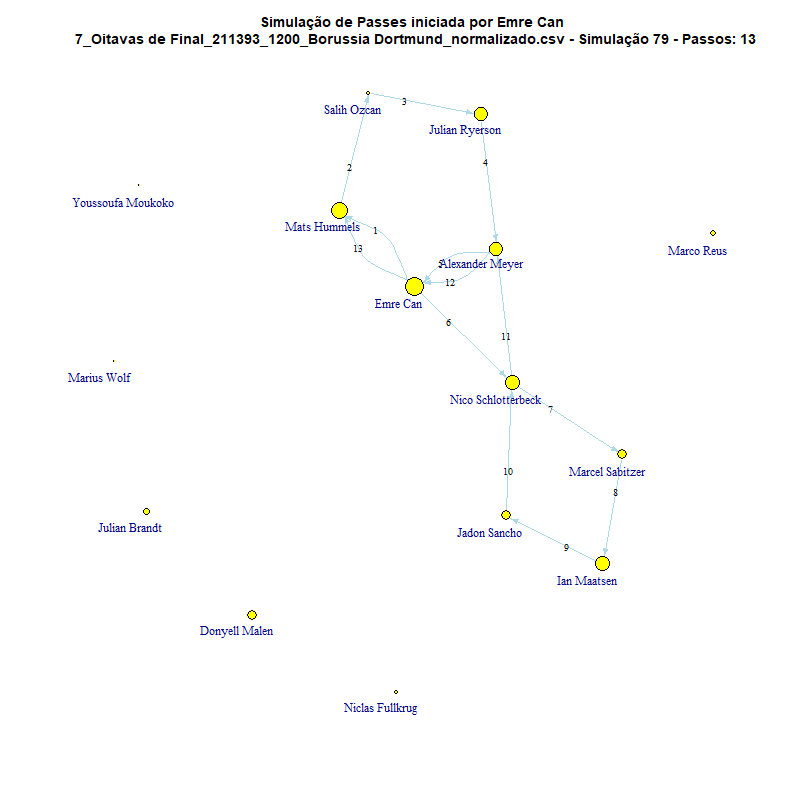 Simulação de Passes iniciada por Emre Can
7_Oitavas de Final_211393_1200_Borussia Dortmund_normalizado.csv - Simulação 79 - Passos: 13
3
Salih Ozcan
Julian Ryerson
4
2
Youssoufa Moukoko
Mats Hummels
1
13
Marco Reus
Alexander Meyer
5
12
Emre Can
6
11
Marius Wolf
Nico Schlotterbeck
7
Marcel Sabitzer
10
8
Julian Brandt
Jadon Sancho
9
Ian Maatsen
Donyell Malen
Niclas Fullkrug